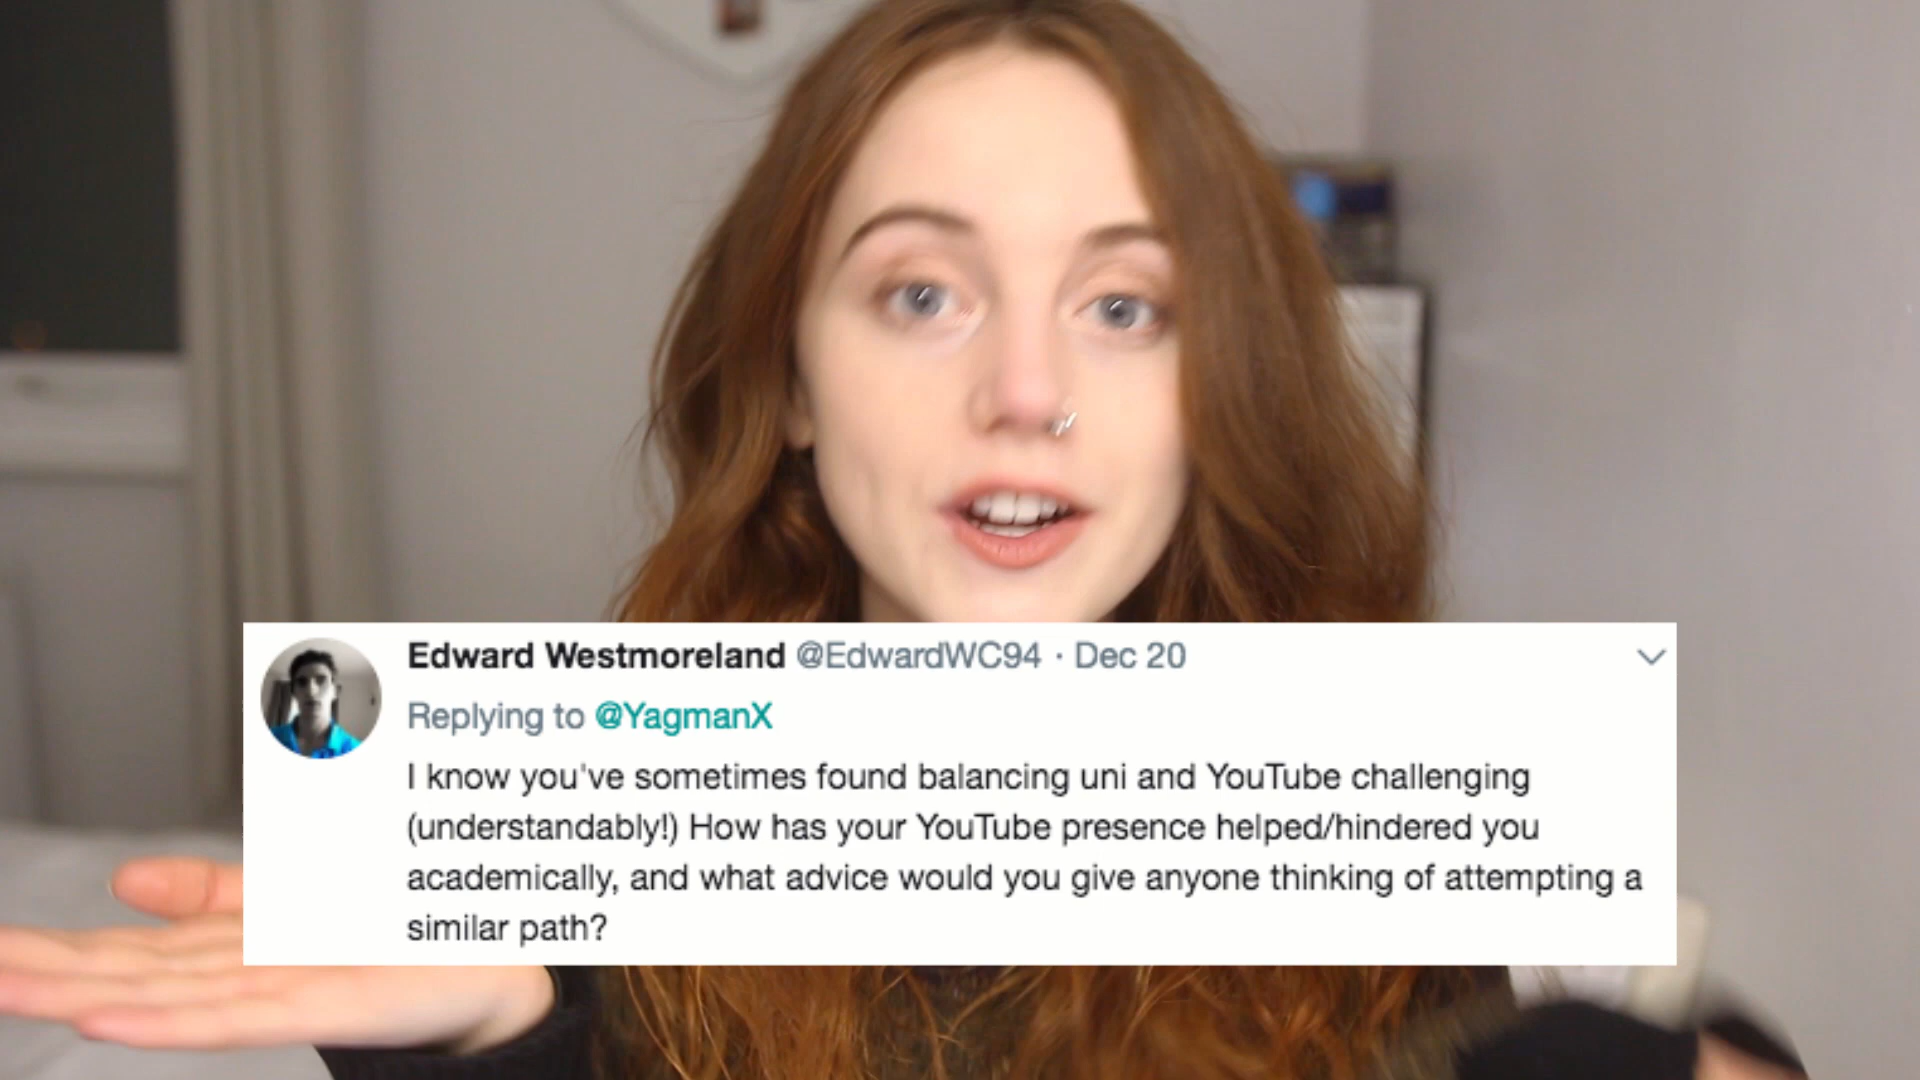 Edward Westmoreland @EdwardWC94 · Dec 20
Replying to @YagmanX
I know you've sometimes found balancing uni and YouTube challenging
(understandably!) How has your YouTube presence helped/hindered you
academically, and what advice would you give anyone thinking of attempting a
similar path?